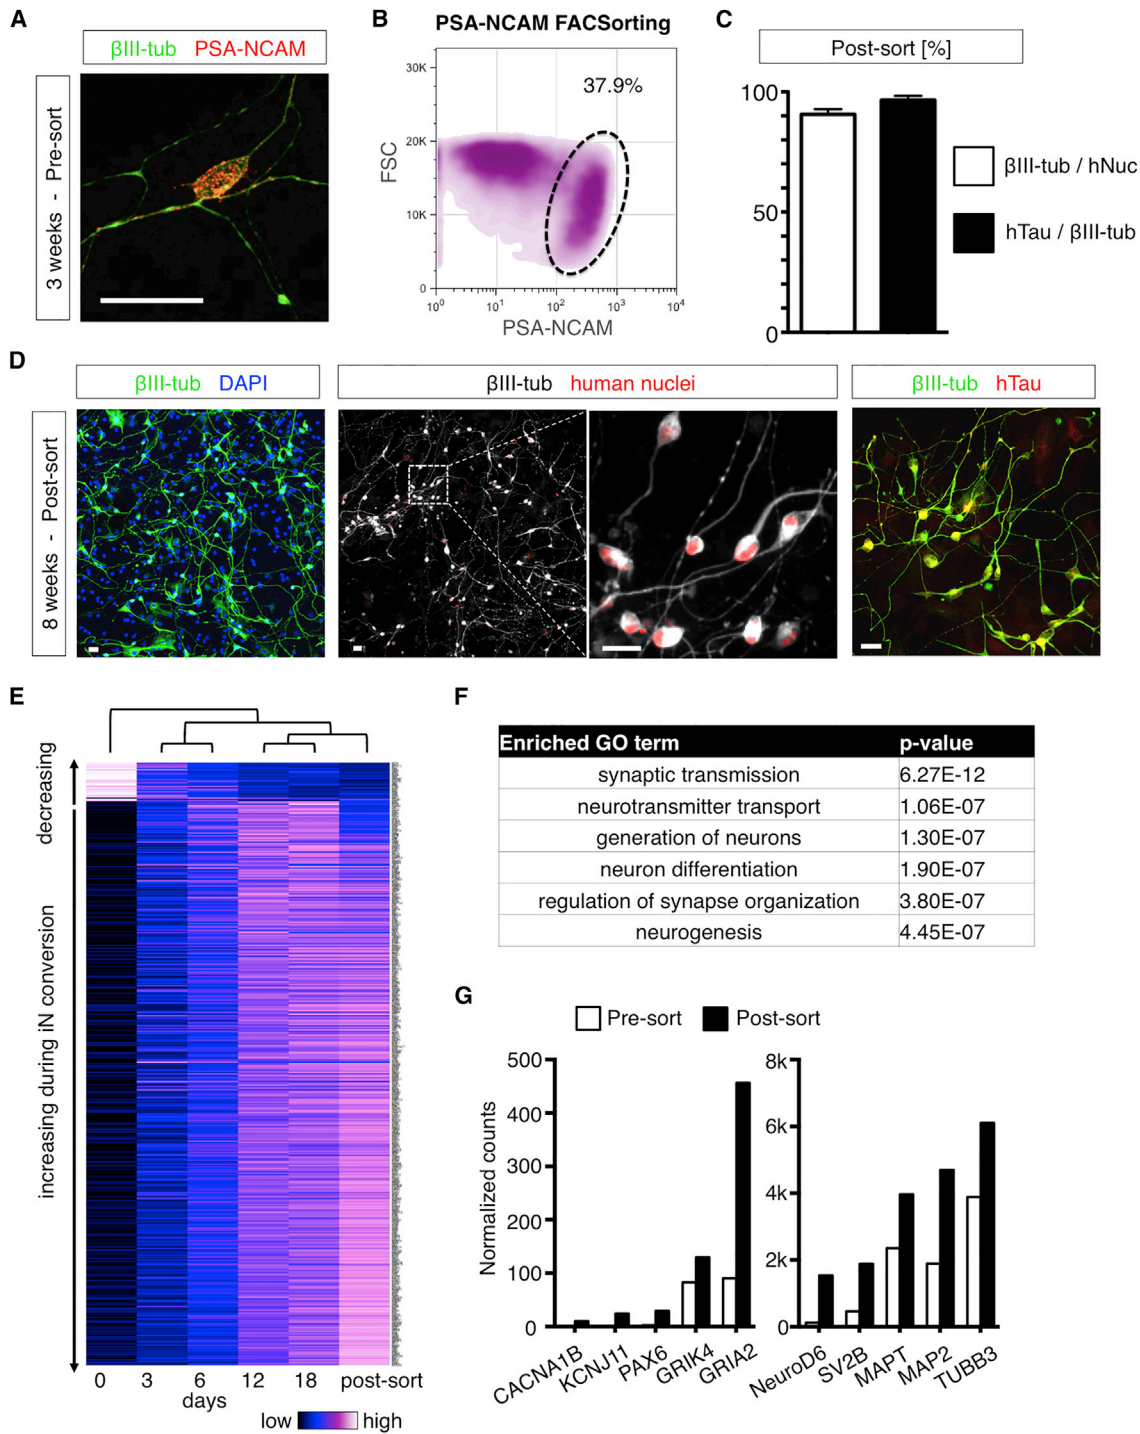 A
βIII-tub PSA-NCAM
3 weeks - Pre-sort
B
PSA-NCAM FACSorting
37.9%
30K
20K
10K
0
FSC
10⁰ 10¹ 10² 10³ 10⁴
PSA-NCAM
C
Post-sort [%]
100
50
0
βIII-tub / hNuc
hTau / βIII-tub
D
βIII-tub DAPI
βIII-tub human nuclei
βIII-tub hTau
8 weeks - Post-sort
E
decreasing
increasing during iN conversion
0 3 6 12 18 post-sort
days
low high
F
Enriched GO term p-value
synaptic transmission 6.27E-12
neurotransmitter transport 1.06E-07
generation of neurons 1.30E-07
neuron differentiation 1.90E-07
regulation of synapse organization 3.80E-07
neurogenesis 4.45E-07
G
Pre-sort Post-sort
Normalized counts
500
400
300
200
100
0
CACNA1B
KCNJ11
PAX6
GRIK4
GRIA2
8k
6k
4k
2k
0
NeuroD6
SV2B
MAPT
MAP2
TUBB3